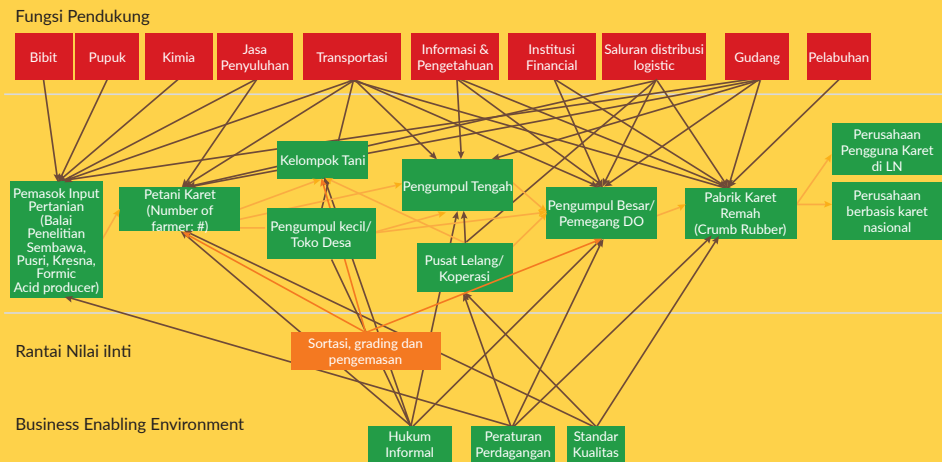 Fungsi Pendukung
Bibit
Pupuk
Kimia
Jasa
Penyuluhan
Transportasi
Informasi &
Pengetahuan
Institusi
Financial
Saluran distribusi
logistic
Gudang
Pelabuhan
Perusahaan
Pengguna Karet
di LN
Kelompok Tani
Pemasok Input
Pertanian
(Balai
Penelitian
Sembawa,
Pusri, Kresna,
Formic
Acid producer)
Petani Karet
(Number of
farmer: #)
Pengumpul Tengah
Pengumpul Besar/
Pemegang DO
Pabrik Karet
Remah
(Crumb Rubber)
Perusahaan
berbasis karet
nasional
Pengumpul kecil/
Toko Desa
Pusat Lelang/
Koperasi
Rantai Nilai iInti
Sortasi, grading dan
pengemasan
Business Enabling Environment
Hukum
Informal
Peraturan
Perdagangan
Standar
Kualitas